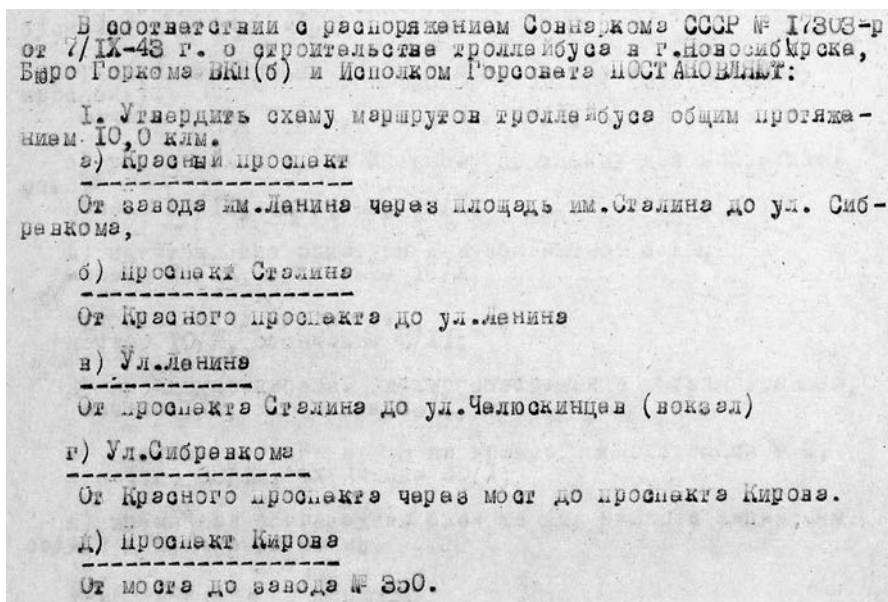 В соответствии с распоряжением Совнаркома СССР № 17303-р
от 7/IX-43 г. о строительстве троллейбуса в г.Новосибирске,
Бюро Горкома ВКП(б) и Исполком Горсовета ПОСТАНОВЛЯЮТ:
I. Утвердить схему маршрутов троллейбуса общим протяже-
нием 10,0 клм.
а) Красный проспект
От завода им.Ленина через площадь им.Сталина до ул. Сиб-
ревкома,
б) Проспект Сталина
От Красного проспекта до ул.Ленина
в) Ул.Ленина
От проспекта Сталина до ул.Челюскинцев (вокзал)
г) Ул.Сибревкома
От Красного проспекта через мост до проспекта Кирова.
д) Проспект Кирова
От моста до завода № 350.